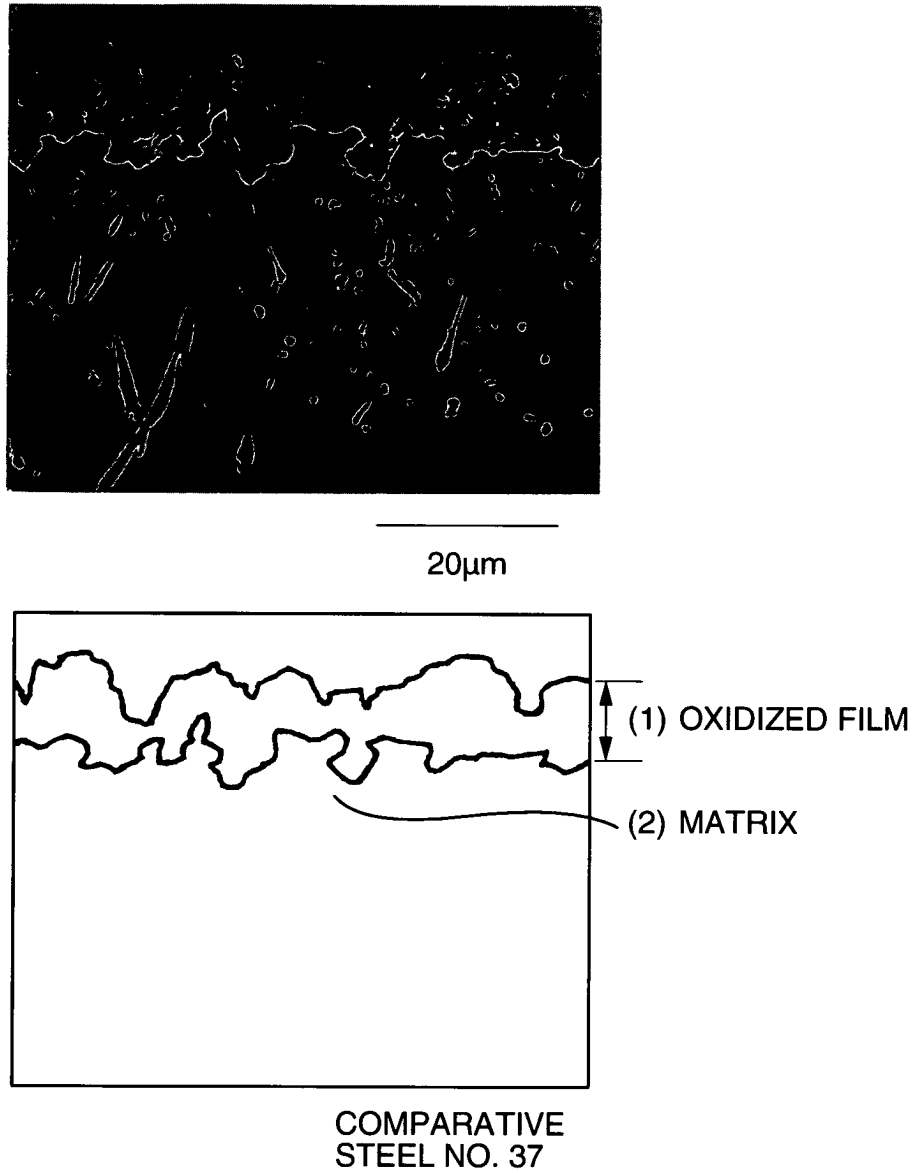 20µm
(1) OXIDIZED FILM
(2) MATRIX
COMPARATIVE
STEEL NO. 37